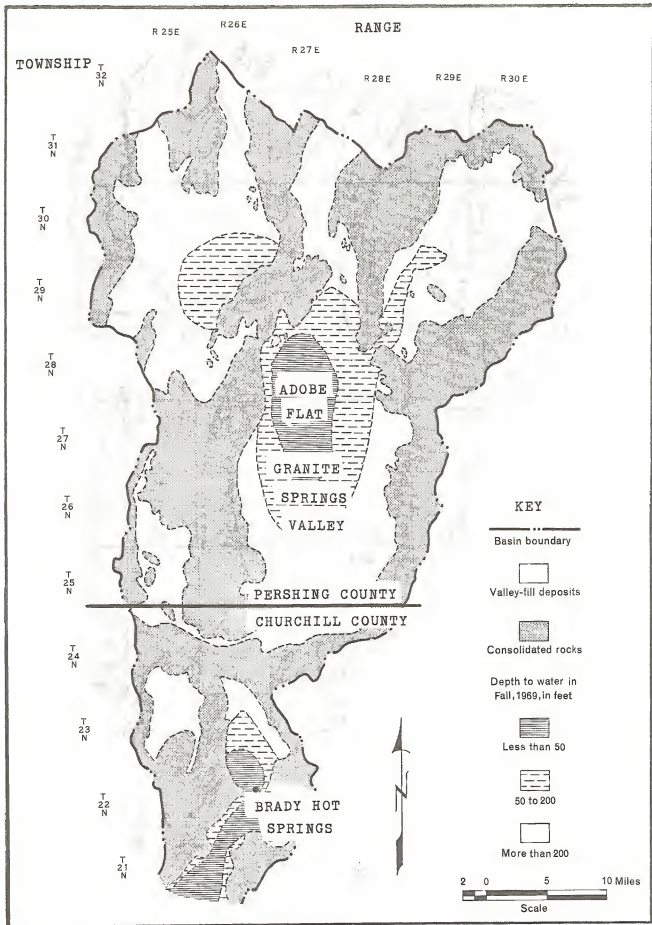 RANGE
R 25E
R 26E
R 27E
R 28E
R 29E
R 30E
TOWNSHIP
T
32
N
T
31
N
T
30
N
T
29
N
T
28
N
T
27
N
T
26
N
T
25
N
T
24
N
T
23
N
T
22
N
T
21
N
ADOBE
FLAT
GRANITE
SPRINGS
VALLEY
PERSHING COUNTY
CHURCHILL COUNTY
BRADY HOT
SPRINGS
KEY
Basin boundary
Valley-fill deposits
Consolidated rocks
Depth to water in
Fall, 1969, in feet
Less than 50
50 to 200
More than 200
2 0 5 10 Miles
Scale